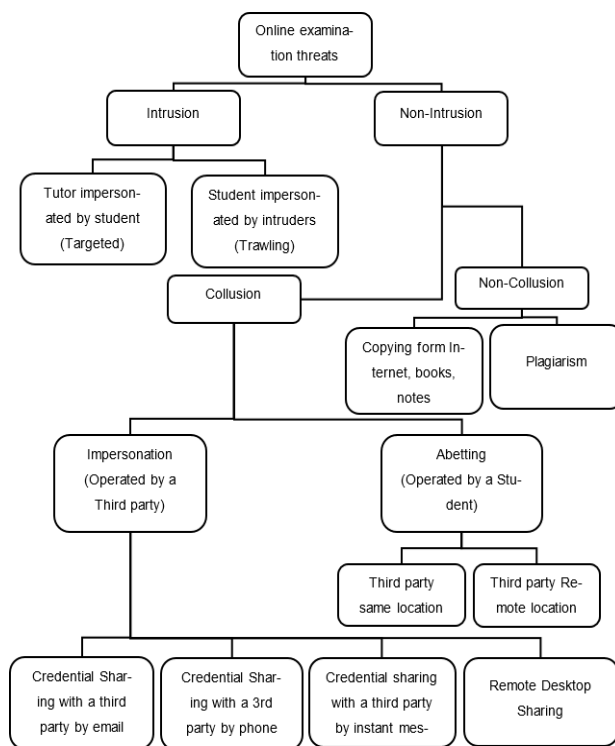 Online examina-
tion threats
Intrusion
Non-Intrusion
Tutor imperson-
ated by student
(Targeted)
Student imperson-
ated by intruders
(Trawling)
Collusion
Non-Collusion
Copying form In-
ternet, books,
notes
Plagiarism
Impersonation
(Operated by a
Third party)
Abetting
(Operated by a Stu-
dent)
Third party
same location
Third party Re-
mote location
Credential Shar-
ing with a third
party by email
Credential Shar-
ing with a 3rd
party by phone
Credential sharing
with a third party
by instant mes-
Remote Desktop
Sharing